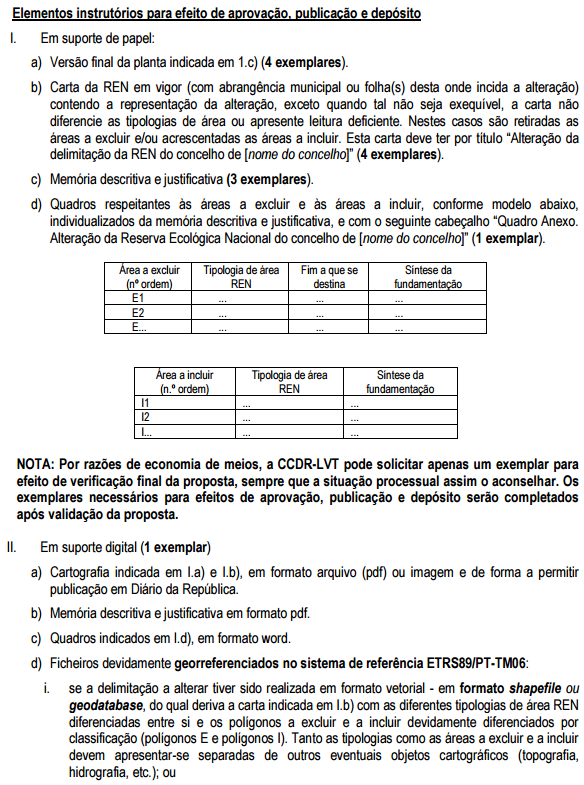 Elementos instrutórios para efeito de aprovação, publicação e depósito
I. Em suporte de papel:
a) Versão final da planta indicada em 1.c) (4 exemplares).
b) Carta da REN em vigor (com abrangência municipal ou folha(s) desta onde incida a alteração)
contendo a representação da alteração, exceto quando tal não seja exequível, a carta não
diferencie as tipologias de área ou apresente leitura deficiente. Nestes casos são retiradas as
áreas a excluir e/ou acrescentadas as áreas a incluir. Esta carta deve ter por título “Alteração da
delimitação da REN do concelho de [nome do concelho]” (4 exemplares).
c) Memória descritiva e justificativa (3 exemplares).
d) Quadros respeitantes às áreas a excluir e às áreas a incluir, conforme modelo abaixo,
individualizados da memória descritiva e justificativa, e com o seguinte cabeçalho “Quadro Anexo.
Alteração da Reserva Ecológica Nacional do concelho de [nome do concelho]” (1 exemplar).
Área a excluir Tipologia de área Fim a que se Síntese da
(nº ordem) REN destina fundamentação
E1 ... ... ...
E2 ... ... ...
E... ... ... ...
Área a incluir Tipologia de área Síntese da
(n.º ordem) REN fundamentação
I1 ... ...
I2 ... ...
I... ... ...
NOTA: Por razões de economia de meios, a CCDR-LVT pode solicitar apenas um exemplar para
efeito de verificação final da proposta, sempre que a situação processual assim o aconselhar. Os
exemplares necessários para efeitos de aprovação, publicação e depósito serão completados
após validação da proposta.
II. Em suporte digital (1 exemplar)
a) Cartografia indicada em I.a) e I.b), em formato arquivo (pdf) ou imagem e de forma a permitir
publicação em Diário da República.
b) Memória descritiva e justificativa em formato pdf.
c) Quadros indicados em I.d), em formato word.
d) Ficheiros devidamente georreferenciados no sistema de referência ETRS89/PT-TM06:
i. se a delimitação a alterar tiver sido realizada em formato vetorial - em formato shapefile ou
geodatabase, do qual deriva a carta indicada em I.b) com as diferentes tipologias de área REN
diferenciadas entre si e os polígonos a excluir e a incluir devidamente diferenciados por
classificação (polígonos E e polígonos I). Tanto as tipologias como as áreas a excluir e a incluir
devem apresentar-se separadas de outros eventuais objetos cartográficos (topografia,
hidrografia, etc.); ou